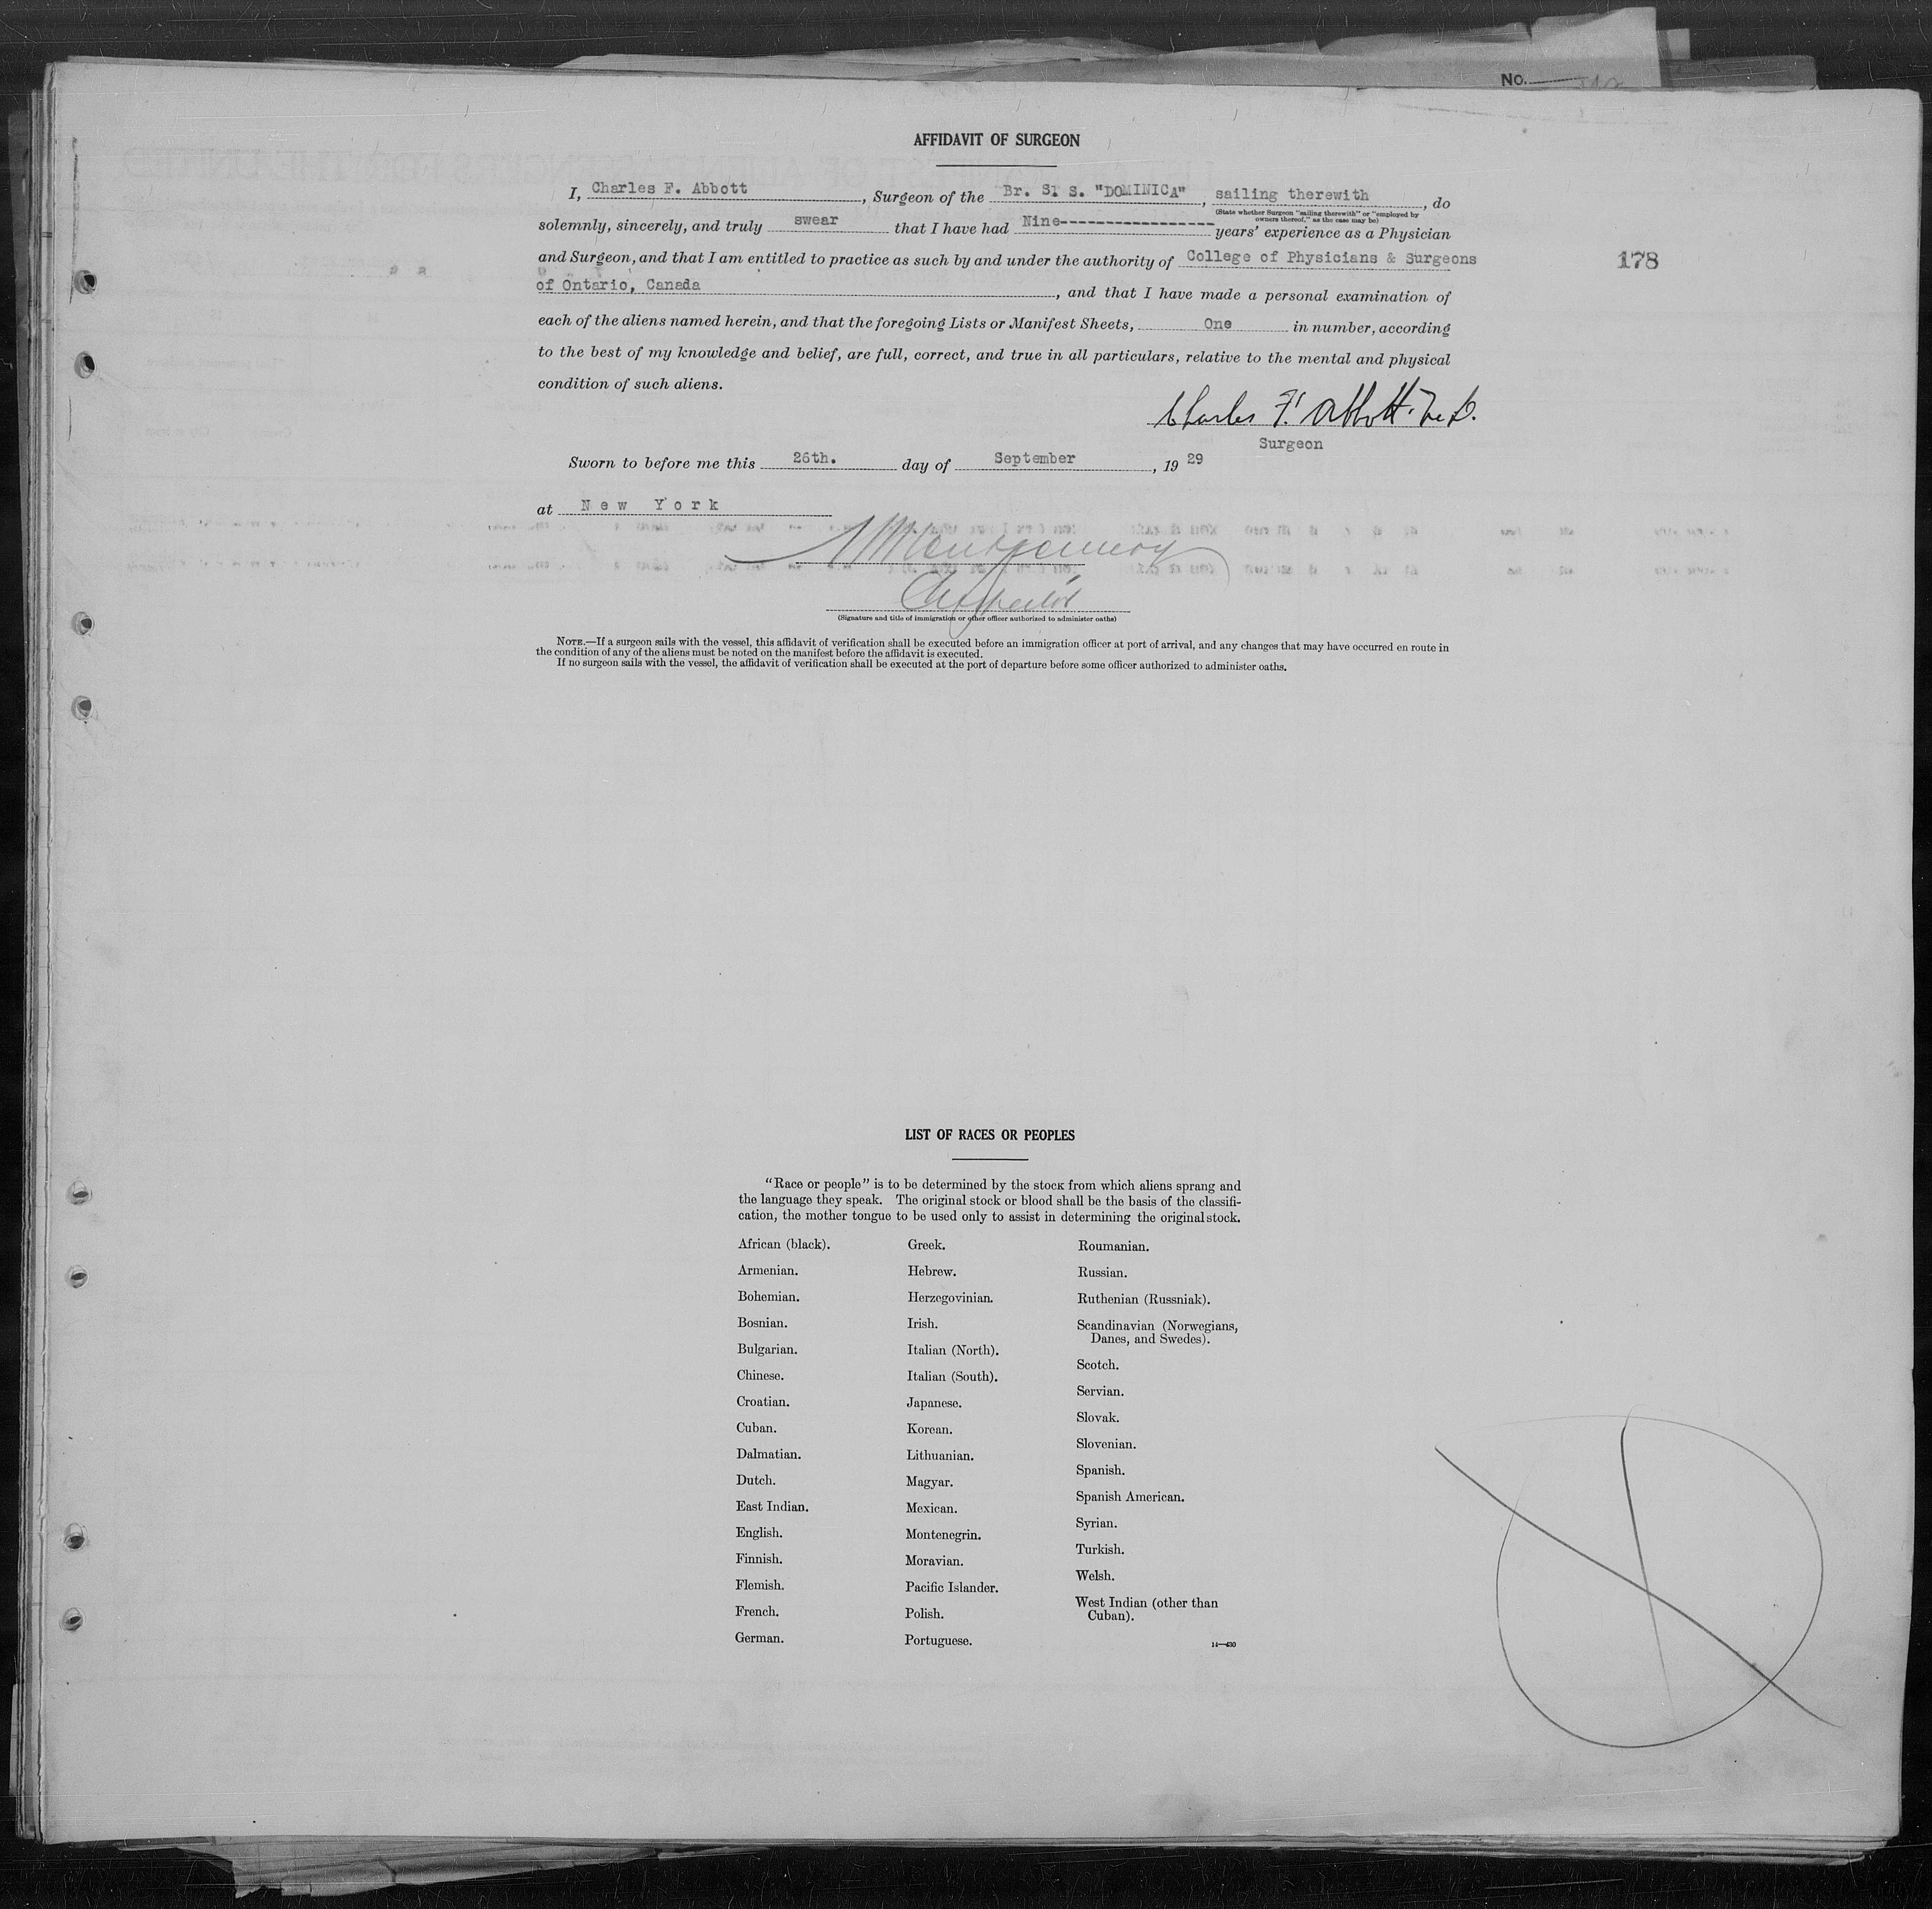 No.
AFFIDAVIT OF SURGEON
I, Charles F. Abbott, Surgeon of the Br. S1 S. "DOMINICA", sailing therewith, do
(State whether Surgeon "sailing therewith" or "employed by
owners thereof," as the case may be)
solemnly, sincerely, and truly swear that I have had Nine----------------- years' experience as a Physician
and Surgeon, and that I am entitled to practice as such by and under the authority of College of Physicians & Surgeons
178
of Ontario, Canada, and that I have made a personal examination of
each of the aliens named herein, and that the foregoing Lists or Manifest Sheets, One in number, according
to the best of my knowledge and belief, are full, correct, and true in all particulars, relative to the mental and physical
condition of such aliens.
Charles F. Abbott. M.D.
Surgeon
Sworn to before me this 26th. day of September, 19 29
at New York
Montgomery
(Signature and title of immigration or other officer authorized to administer oaths)
NOTE.—If a surgeon sails with the vessel, this affidavit of verification shall be executed before an immigration officer at port of arrival, and any changes that may have occurred en route in
the condition of any of the aliens must be noted on the manifest before the affidavit is executed.
If no surgeon sails with the vessel, the affidavit of verification shall be executed at the port of departure before some officer authorized to administer oaths.
LIST OF RACES OR PEOPLES
"Race or people" is to be determined by the stock from which aliens sprang and
the language they speak. The original stock or blood shall be the basis of the classifi-
cation, the mother tongue to be used only to assist in determining the original stock.
African (black).
Armenian.
Bohemian.
Bosnian.
Bulgarian.
Chinese.
Croatian.
Cuban.
Dalmatian.
Dutch.
East Indian.
English.
Finnish.
Flemish.
French.
German.
Greek.
Hebrew.
Herzegovinian.
Irish.
Italian (North).
Italian (South).
Japanese.
Korean.
Lithuanian.
Magyar.
Mexican.
Montenegrin.
Moravian.
Pacific Islander.
Polish.
Portuguese.
Roumanian.
Russian.
Ruthenian (Russniak).
Scandinavian (Norwegians,
Danes, and Swedes).
Scotch.
Servian.
Slovak.
Slovenian.
Spanish.
Spanish American.
Syrian.
Turkish.
Welsh.
West Indian (other than
Cuban).
14—430